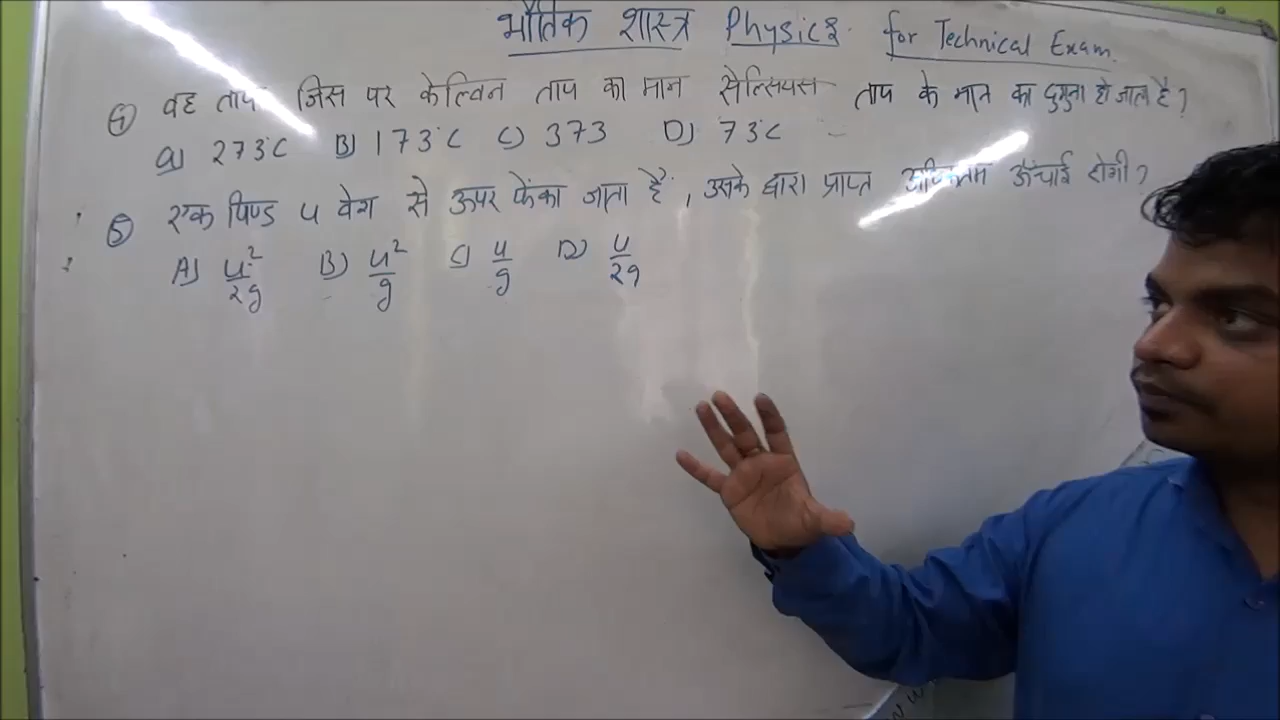 भौतिक शास्त्र Physics for Technical Exam.
④ वह ताप जिस पर केल्विन ताप का मान सेल्सियस ताप के मान का दुगुना हो जाता है?
a) 273°C B) 173°C C) 373 D) 73°C
⑤ एक पिण्ड u वेग से ऊपर फेंका जाता है, उसके द्वारा प्राप्त अधिकतम ऊँचाई होगी?
A) u²/2g B) u²/g C) u/g D) u/2g